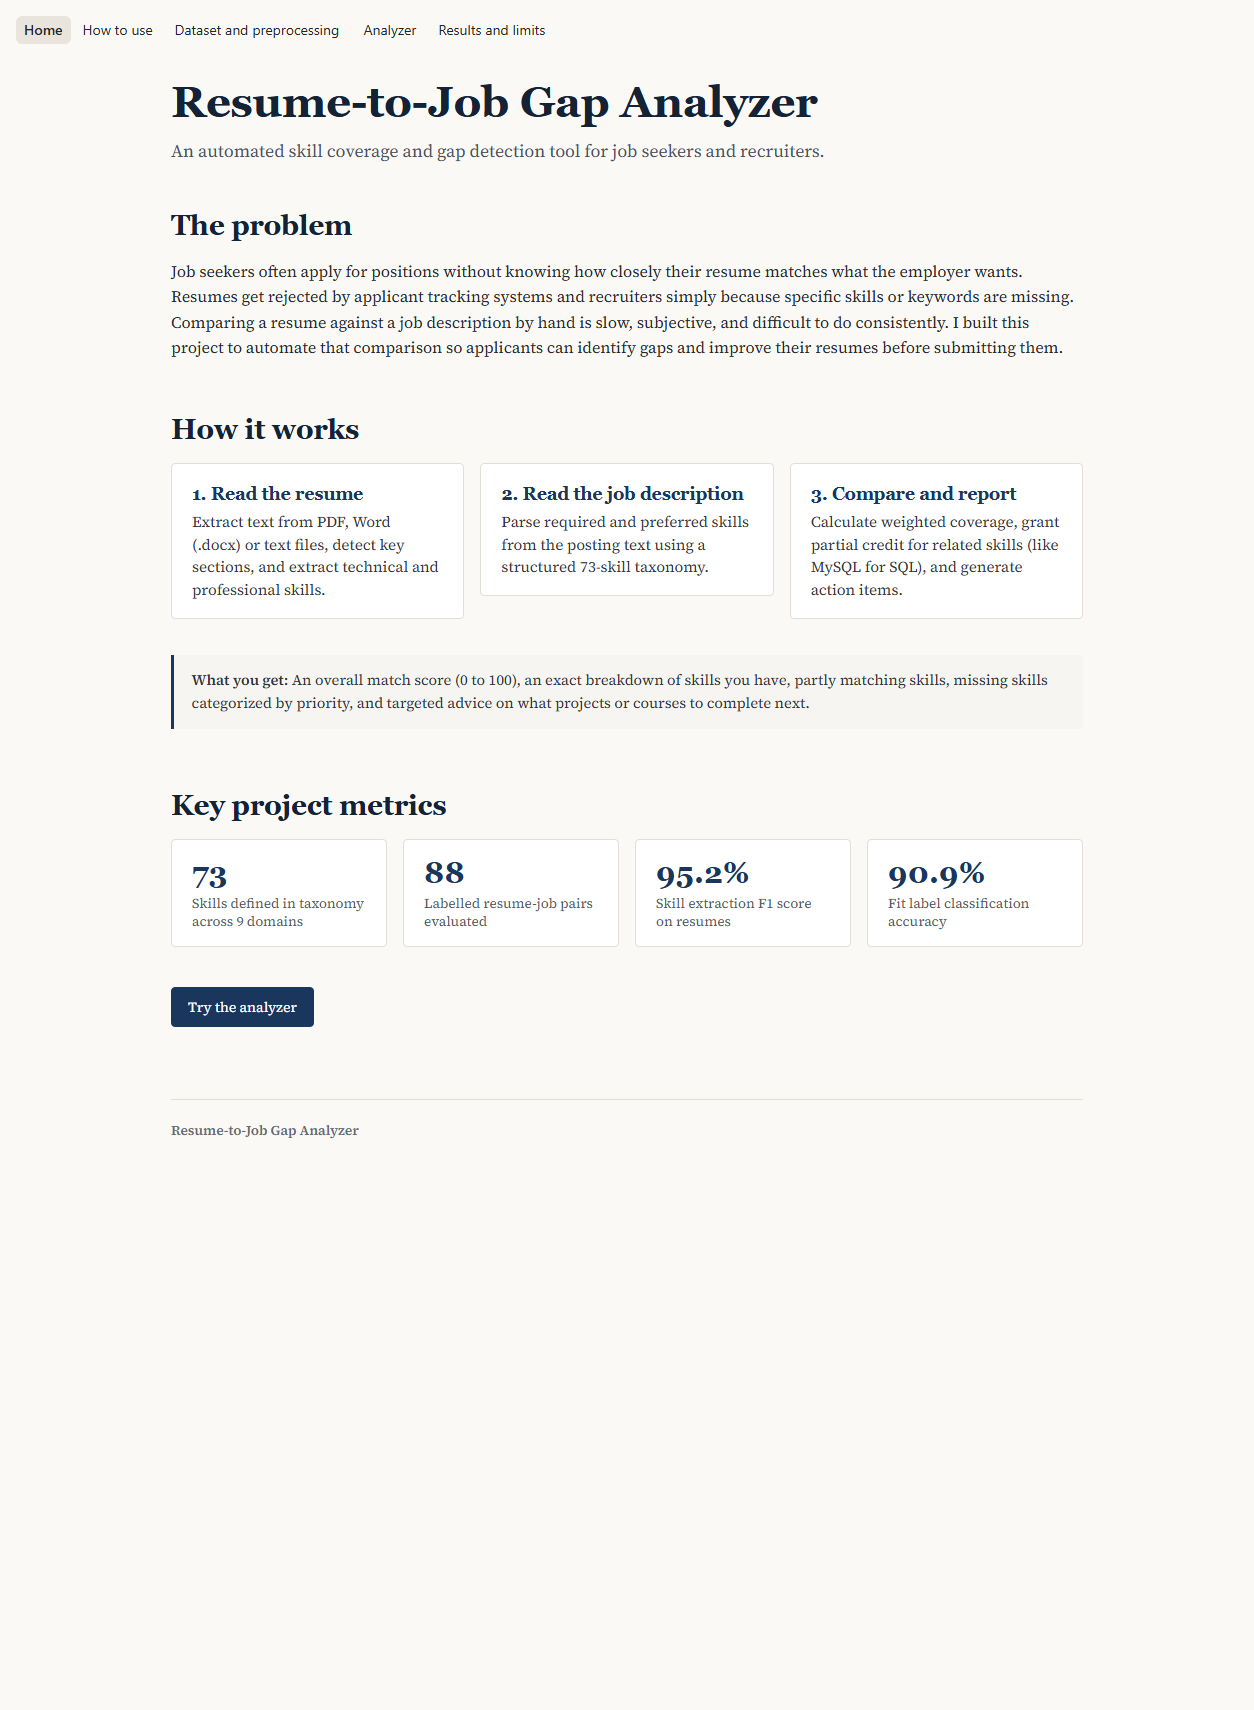 Home
How to use
Dataset and preprocessing
Analyzer
Results and limits
Resume-to-Job Gap Analyzer
An automated skill coverage and gap detection tool for job seekers and recruiters.
The problem
Job seekers often apply for positions without knowing how closely their resume matches what the employer wants.
Resumes get rejected by applicant tracking systems and recruiters simply because specific skills or keywords are missing.
Comparing a resume against a job description by hand is slow, subjective, and difficult to do consistently. I built this
project to automate that comparison so applicants can identify gaps and improve their resumes before submitting them.
How it works
1. Read the resume
Extract text from PDF, Word
(.docx) or text files, detect key
sections, and extract technical and
professional skills.
2. Read the job description
Parse required and preferred skills
from the posting text using a
structured 73-skill taxonomy.
3. Compare and report
Calculate weighted coverage, grant
partial credit for related skills (like
MySQL for SQL), and generate
action items.
What you get: An overall match score (0 to 100), an exact breakdown of skills you have, partly matching skills, missing skills
categorized by priority, and targeted advice on what projects or courses to complete next.
Key project metrics
73
Skills defined in taxonomy
across 9 domains
88
Labelled resume-job pairs
evaluated
95.2%
Skill extraction F1 score
on resumes
90.9%
Fit label classification
accuracy
Try the analyzer
Resume-to-Job Gap Analyzer